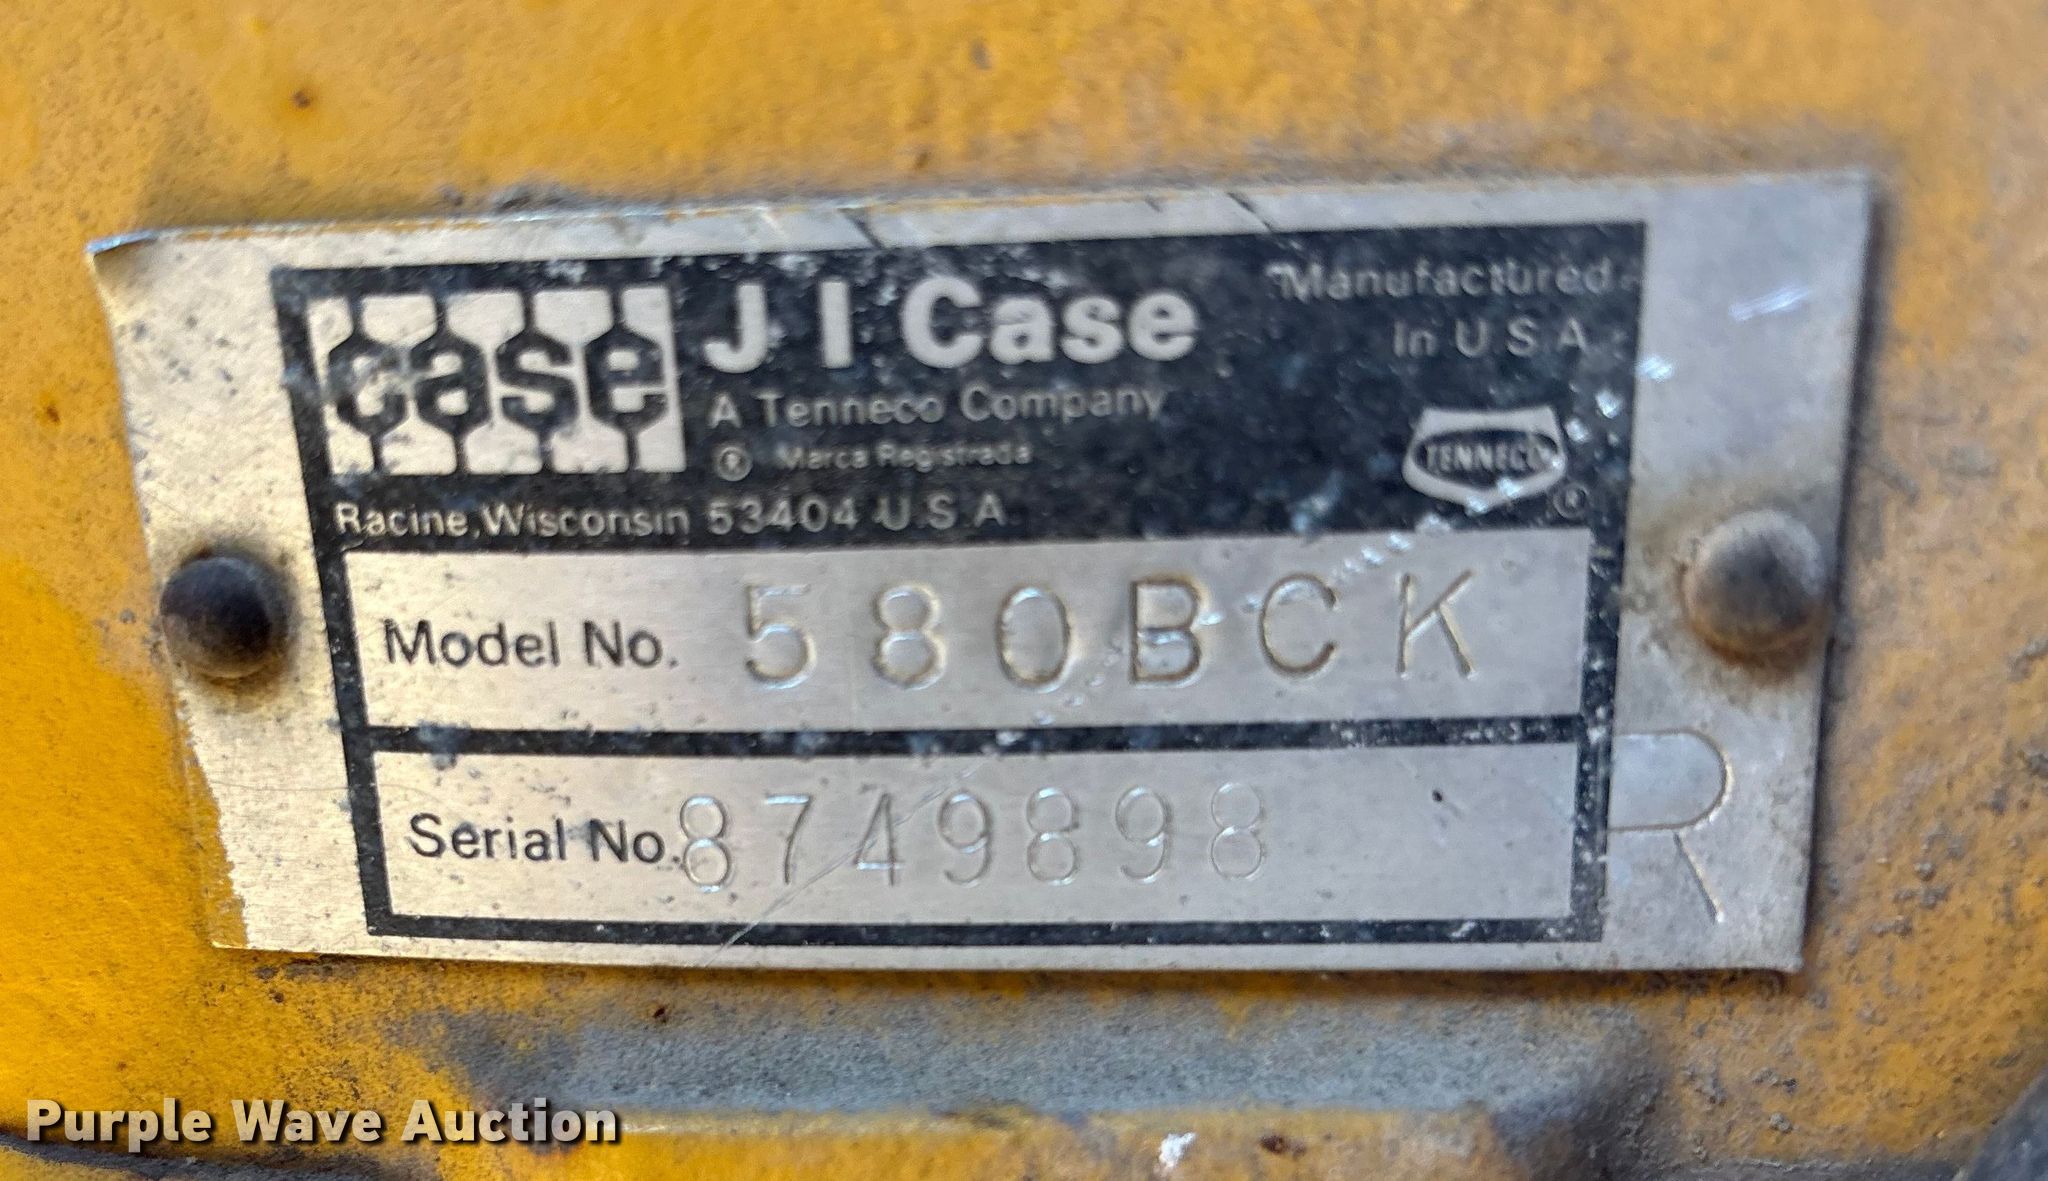 case
J I Case
A Tenneco Company
® Marca Registrada
Racine, Wisconsin 53404 U.S.A.
Manufactured
In U S A
TENNECO
®
Model No. 580BCK
Serial No. 8749898
R
Purple Wave Auction